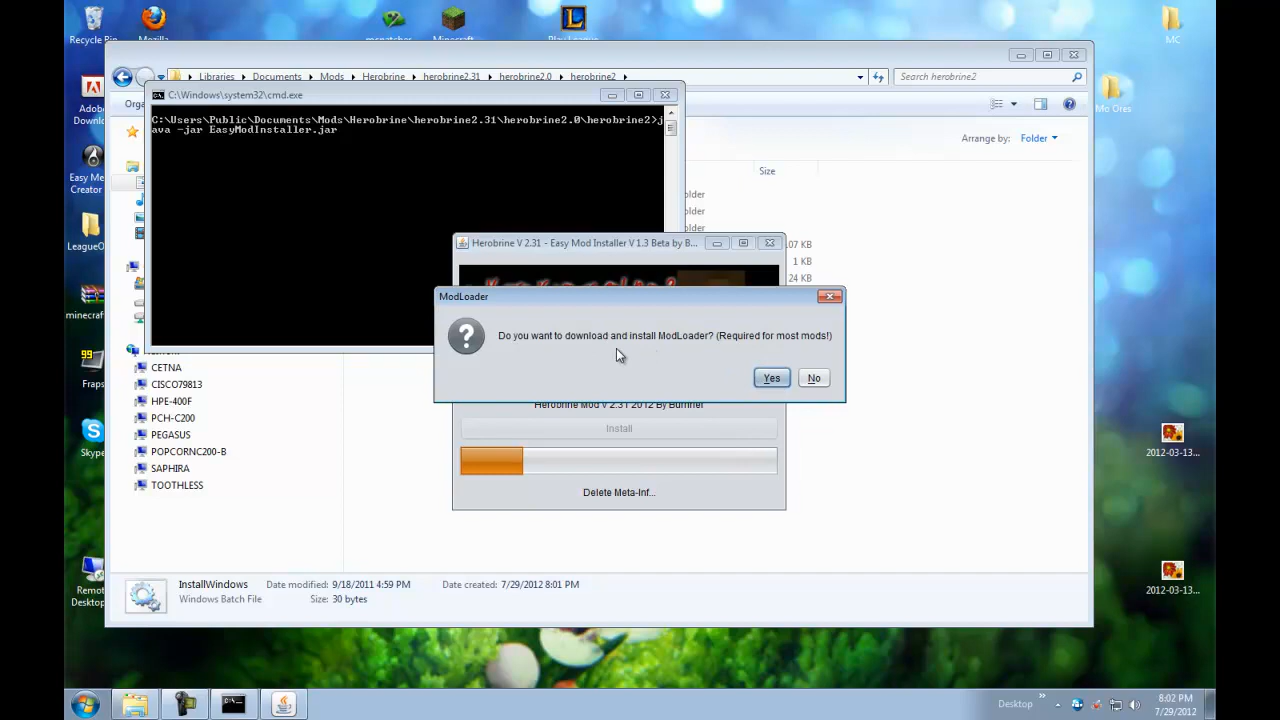 Recycle Bin
Mozilla
mcpatcher
Minecraft
Play League
MC
Libraries
Documents
Mods
Herobrine
herobrine2.31
herobrine2.0
herobrine2
Search herobrine2
Orga
C:\Windows\system32\cmd.exe
C:\Users\Public\Documents\Mods\Herobrine\herobrine2.31\herobrine2.0\herobrine2>j
ava -jar EasyModInstaller.jar
Arrange by: Folder
Size
older
older
older
07 KB
1 KB
24 KB
Adobe
Mo Ores
Easy Me
Creator
LeagueO
minecraf
99
Fraps
Skype
Remot
Desktop
Herobrine V 2.31 - Easy Mod Installer V 1.3 Beta by B...
ModLoader
Do you want to download and install ModLoader? (Required for most mods!)
Yes
No
Herobrine Mod V 2.31 2012 By Burnner
Install
Delete Meta-Inf...
CETNA
CISCO79813
HPE-400F
PCH-C200
PEGASUS
POPCORNC200-B
SAPHIRA
TOOTHLESS
2012-03-13...
2012-03-13...
InstallWindows
Date modified: 9/18/2011 4:59 PM
Date created: 7/29/2012 8:01 PM
Windows Batch File
Size: 30 bytes
Desktop
8:02 PM
7/29/2012